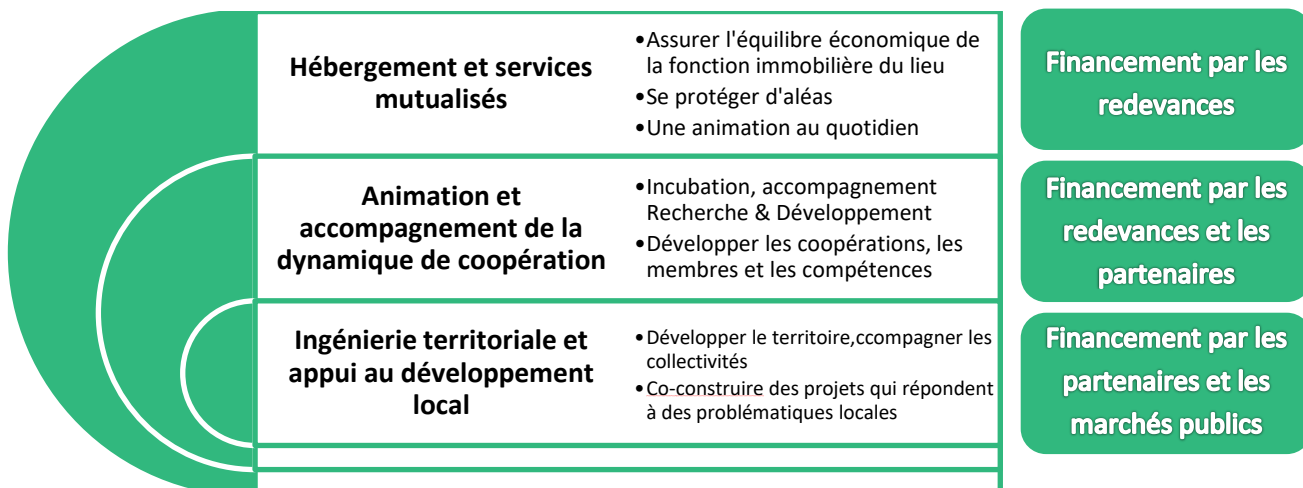 Hébergement et services
mutualisés
•Assurer l'équilibre économique de
la fonction immobilière du lieu
•Se protéger d'aléas
•Une animation au quotidien
Financement par les
redevances
Animation et
accompagnement de la
dynamique de coopération
•Incubation, accompagnement
Recherche & Développement
•Développer les coopérations, les
membres et les compétences
Financement par les
redevances et les
partenaires
Ingénierie territoriale et
appui au développement
local
•Développer le territoire,ccompagner les
collectivités
•Co-construire des projets qui répondent
à des problématiques locales
Financement par les
partenaires et les
marchés publics